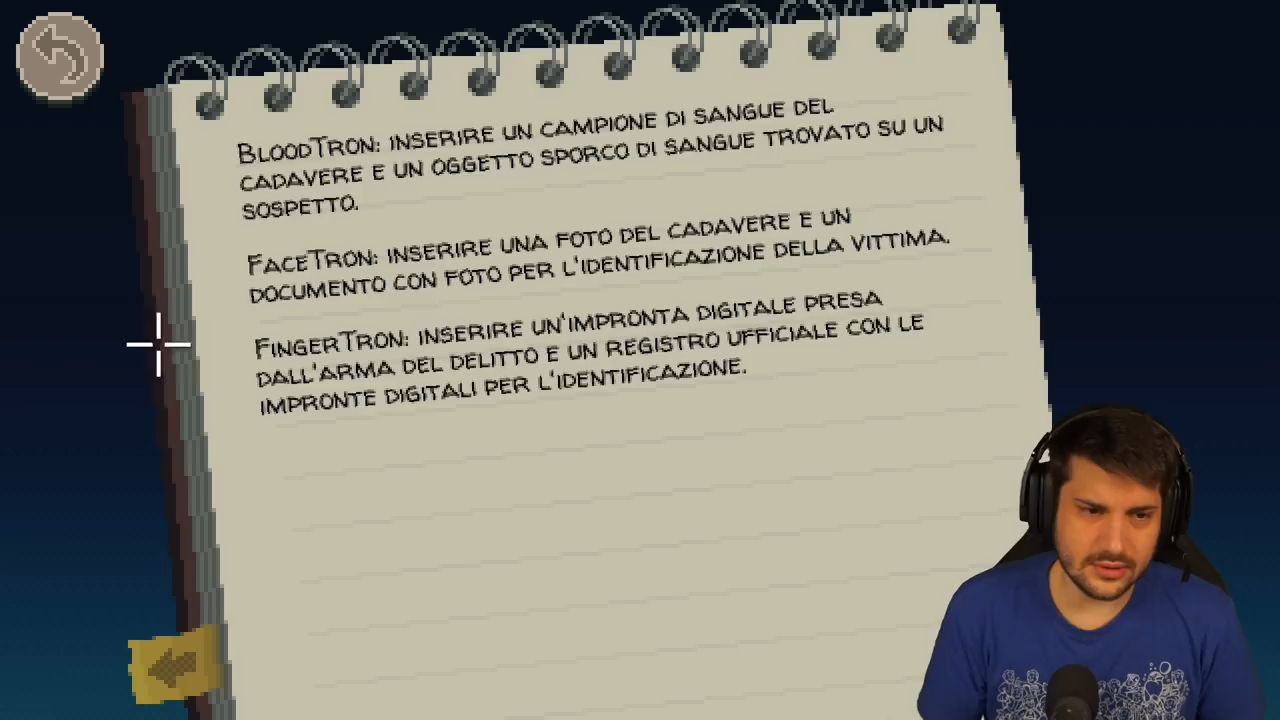 BloodTron: inserire un campione di sangue del
cadavere e un oggetto sporco di sangue trovato su un
sospetto.
FaceTron: inserire una foto del cadavere e un
documento con foto per l'identificazione della vittima.
FingerTron: inserire un'impronta digitale presa
dall'arma del delitto e un registro ufficiale con le
impronte digitali per l'identificazione.